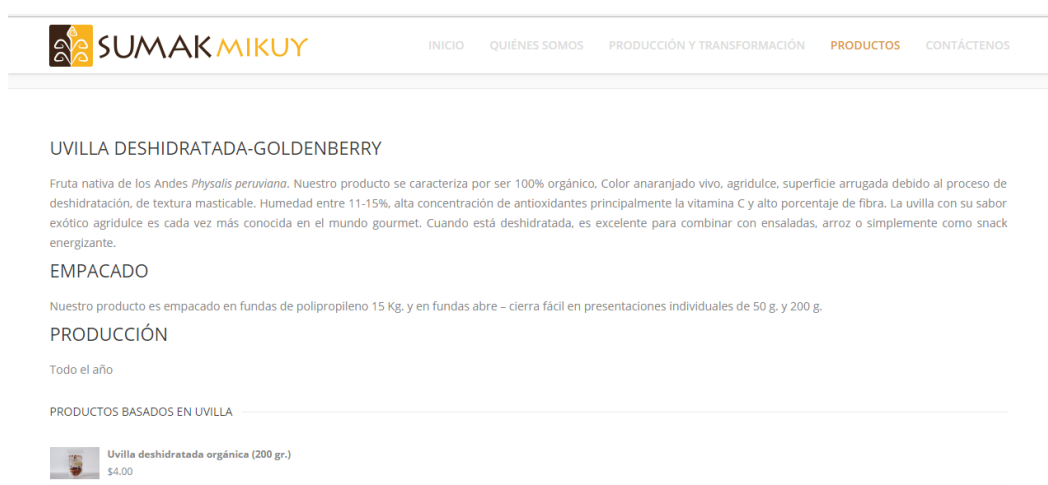 SUMAK MIKUY
INICIO QUIÉNES SOMOS PRODUCCIÓN Y TRANSFORMACIÓN PRODUCTOS CONTÁCTENOS
UVILLA DESHIDRATADA-GOLDENBERRY
Fruta nativa de los Andes Physalis peruviana. Nuestro producto se caracteriza por ser 100% orgánico, Color anaranjado vivo, agridulce, superficie arrugada debido al proceso de
deshidratación, de textura masticable. Humedad entre 11-15%, alta concentración de antioxidantes principalmente la vitamina C y alto porcentaje de fibra. La uvilla con su sabor
exótico agridulce es cada vez más conocida en el mundo gourmet. Cuando está deshidratada, es excelente para combinar con ensaladas, arroz o simplemente como snack
energizante.
EMPACADO
Nuestro producto es empacado en fundas de polipropileno 15 Kg, y en fundas abre – cierra fácil en presentaciones individuales de 50 g, y 200 g.
PRODUCCIÓN
Todo el año
PRODUCTOS BASADOS EN UVILLA
Uvilla deshidratada orgánica (200 gr.)
$4.00